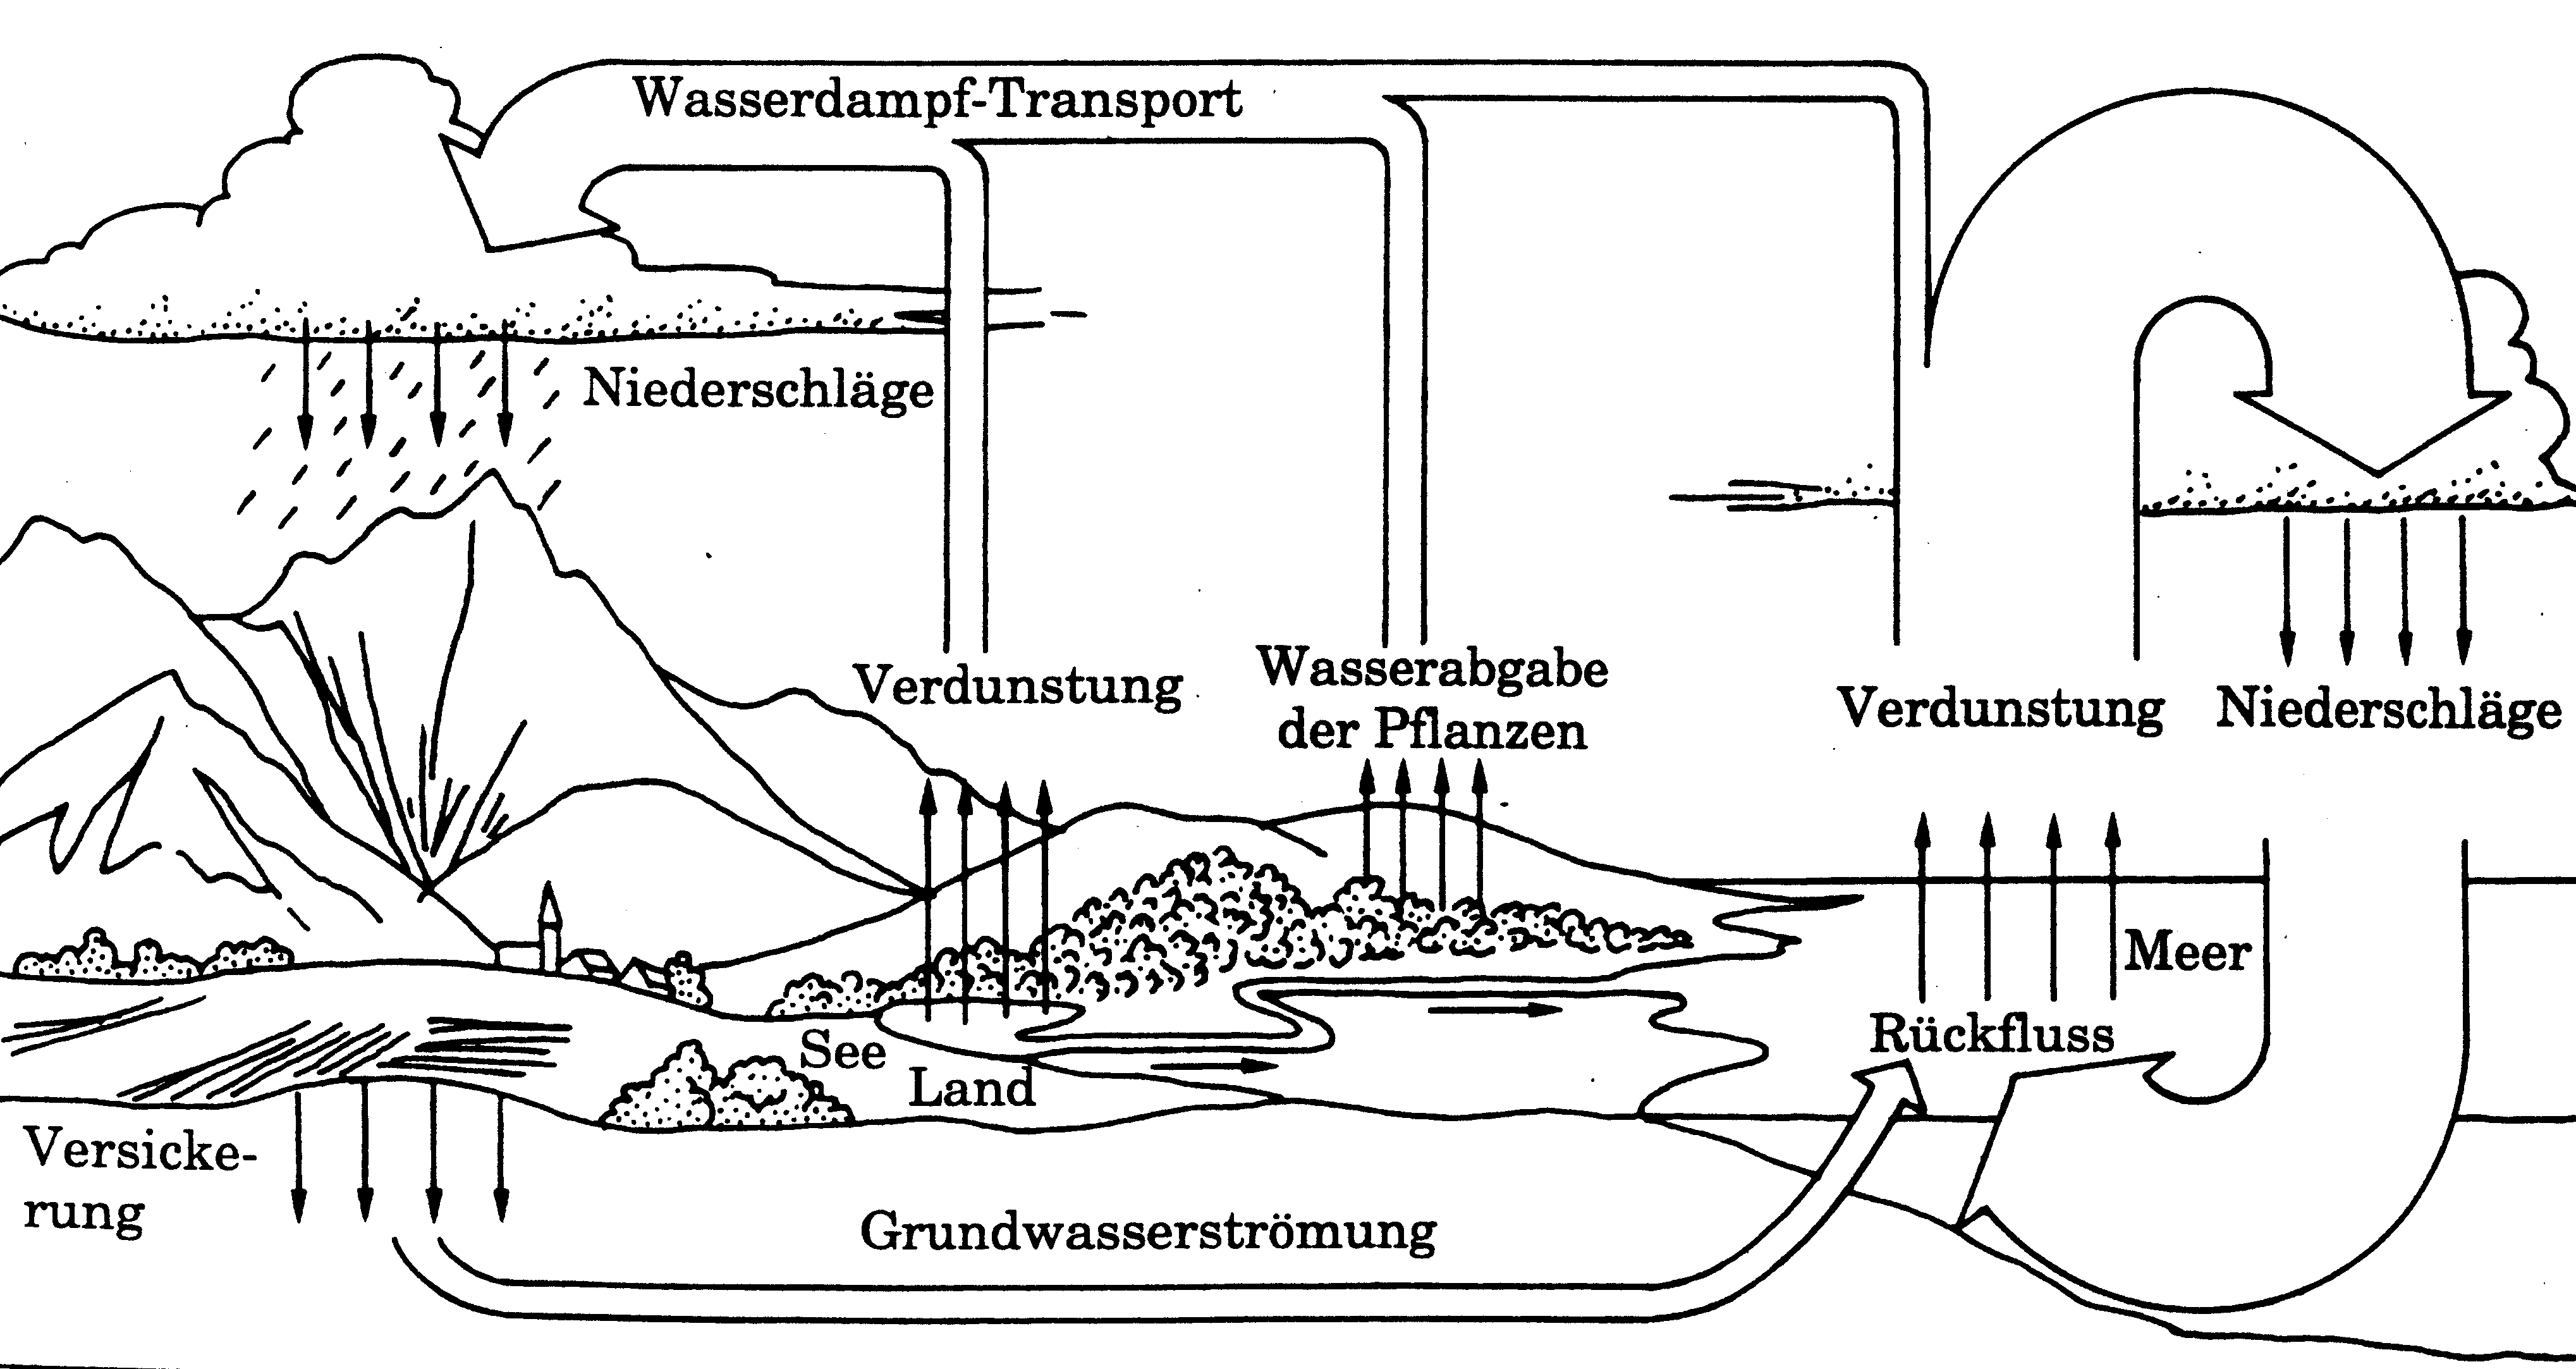 Wasserdampf-Transport
Niederschläge
Verdunstung
Wasserabgabe
der Pflanzen
Verdunstung
Niederschläge
Meer
Rückfluss
See
Land
Versicke-
rung
Grundwasserströmung